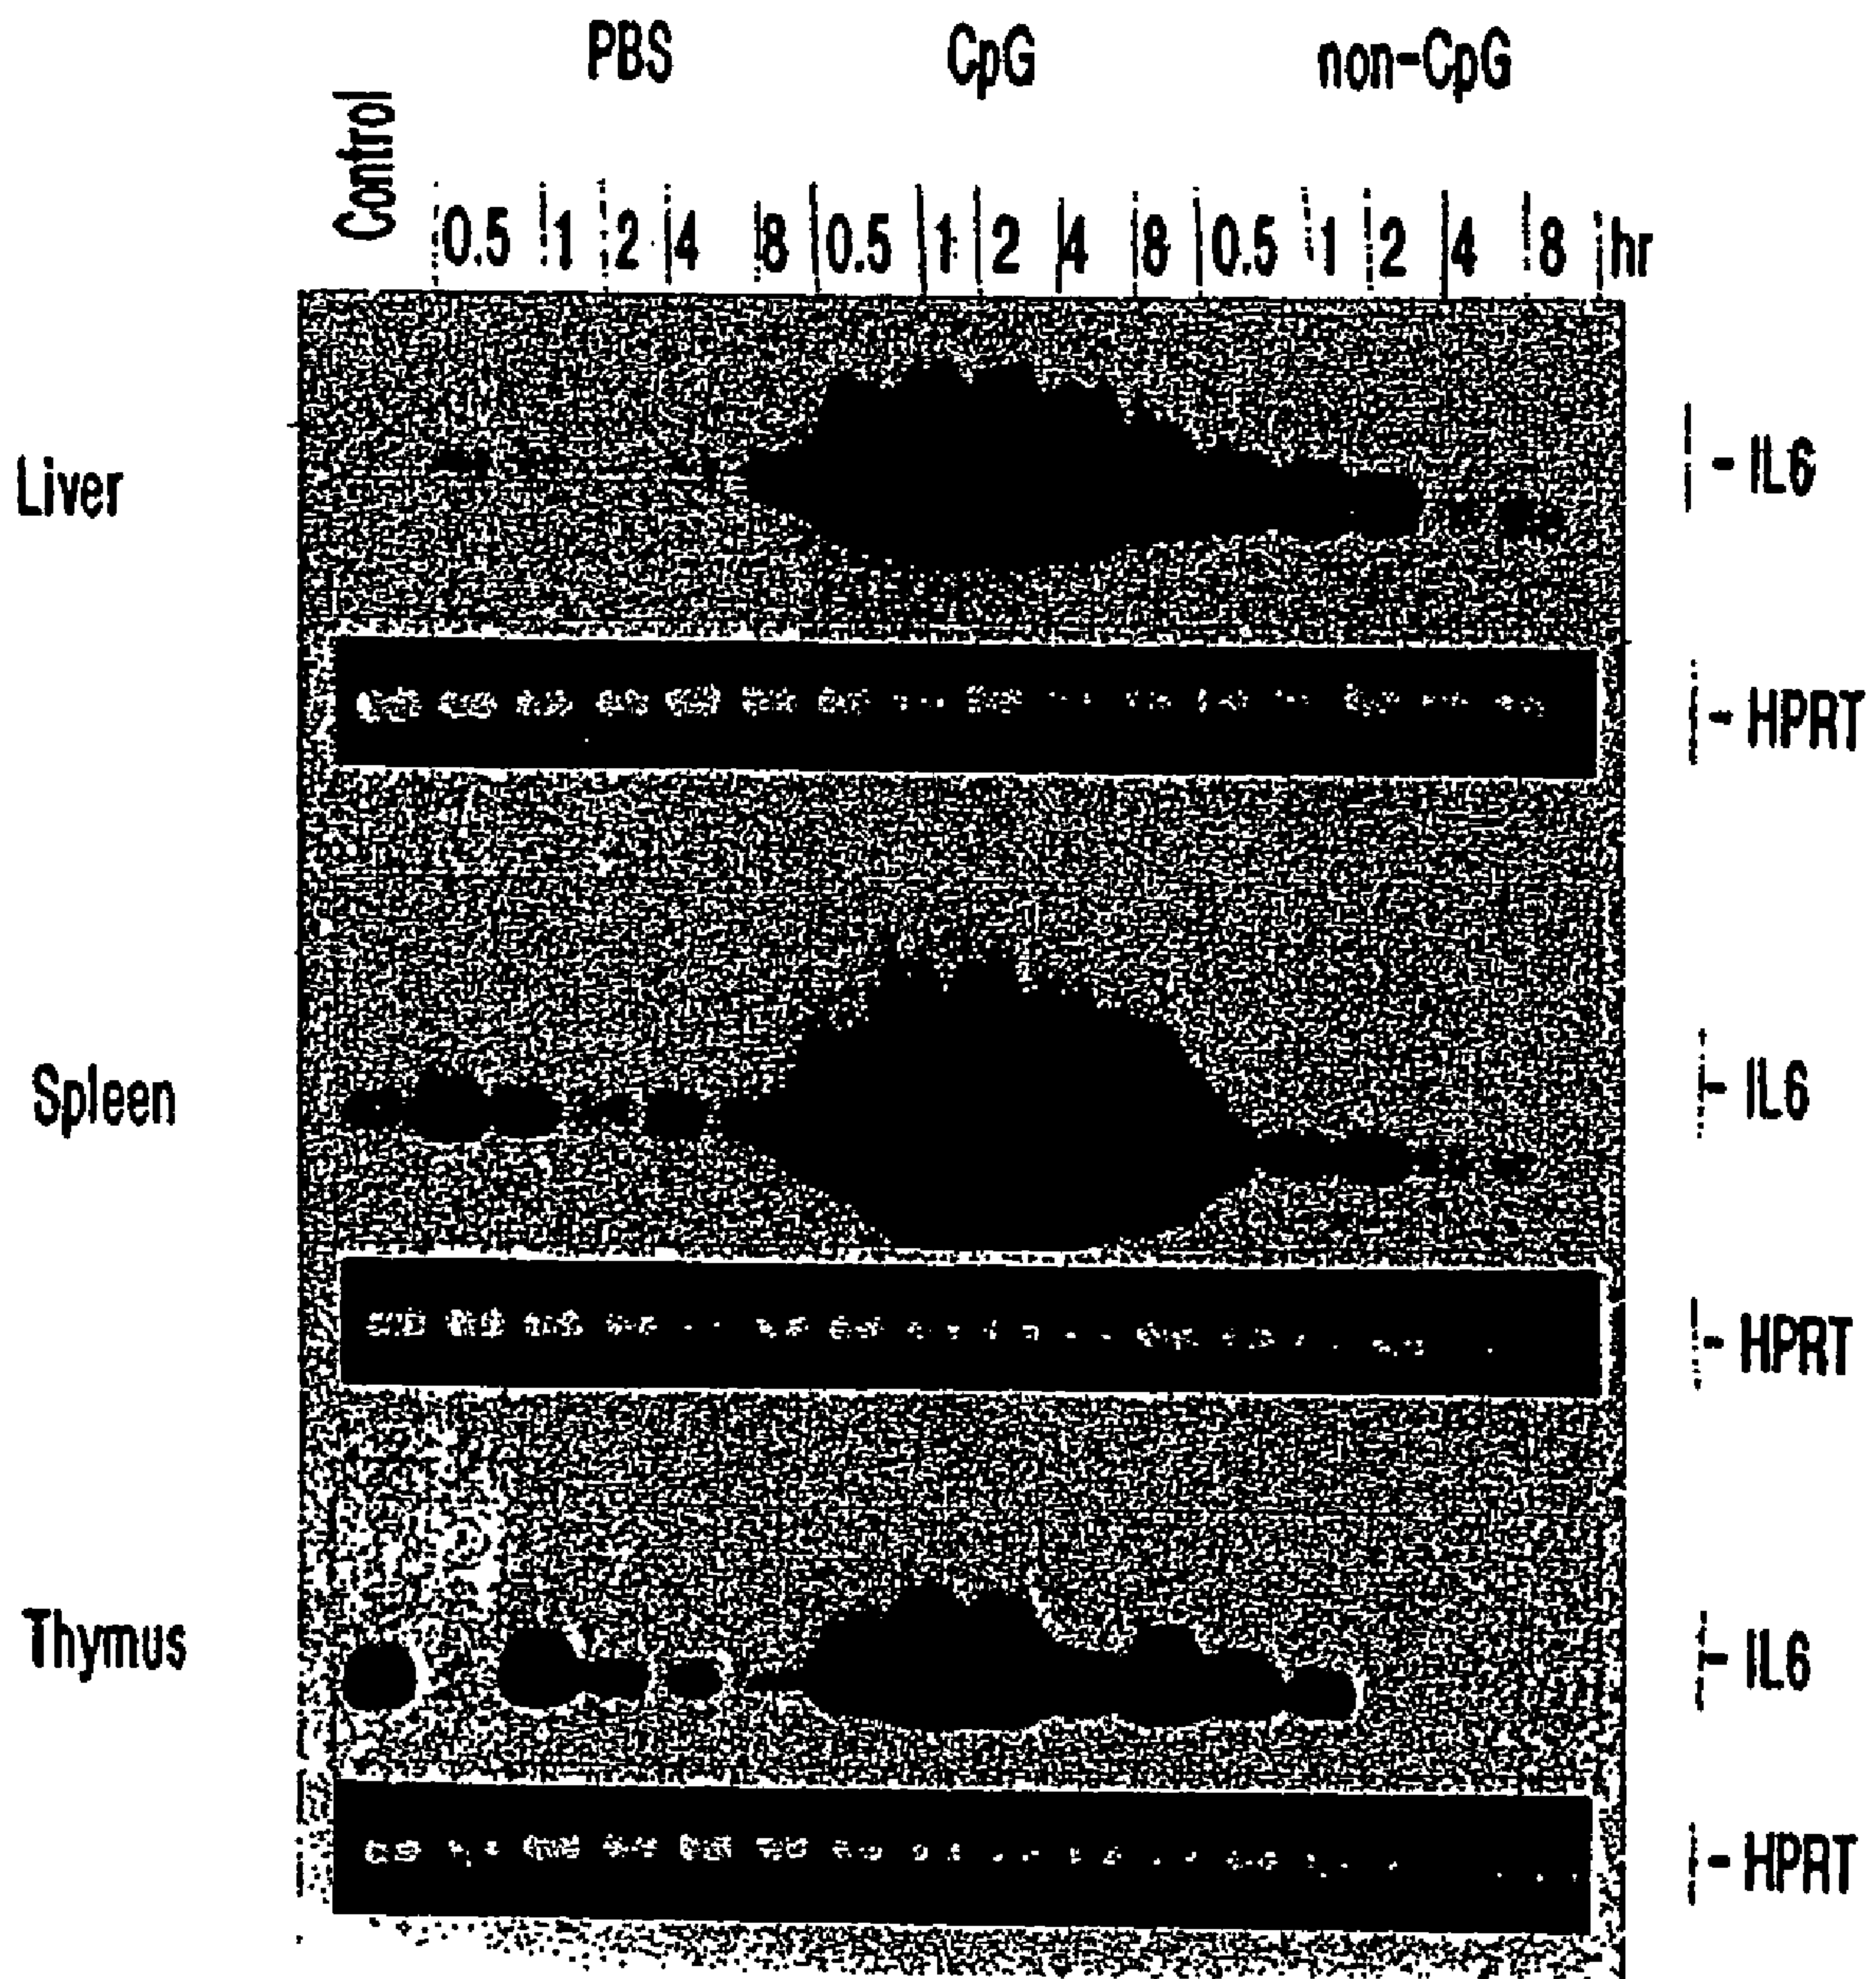 PBS CpG non-CpG
Control
0.5 1 2 4 8 0.5 1 2 4 8 0.5 1 2 4 8 hr
Liver - IL6
- HPRT
Spleen - IL6
- HPRT
Thymus - IL6
- HPRT